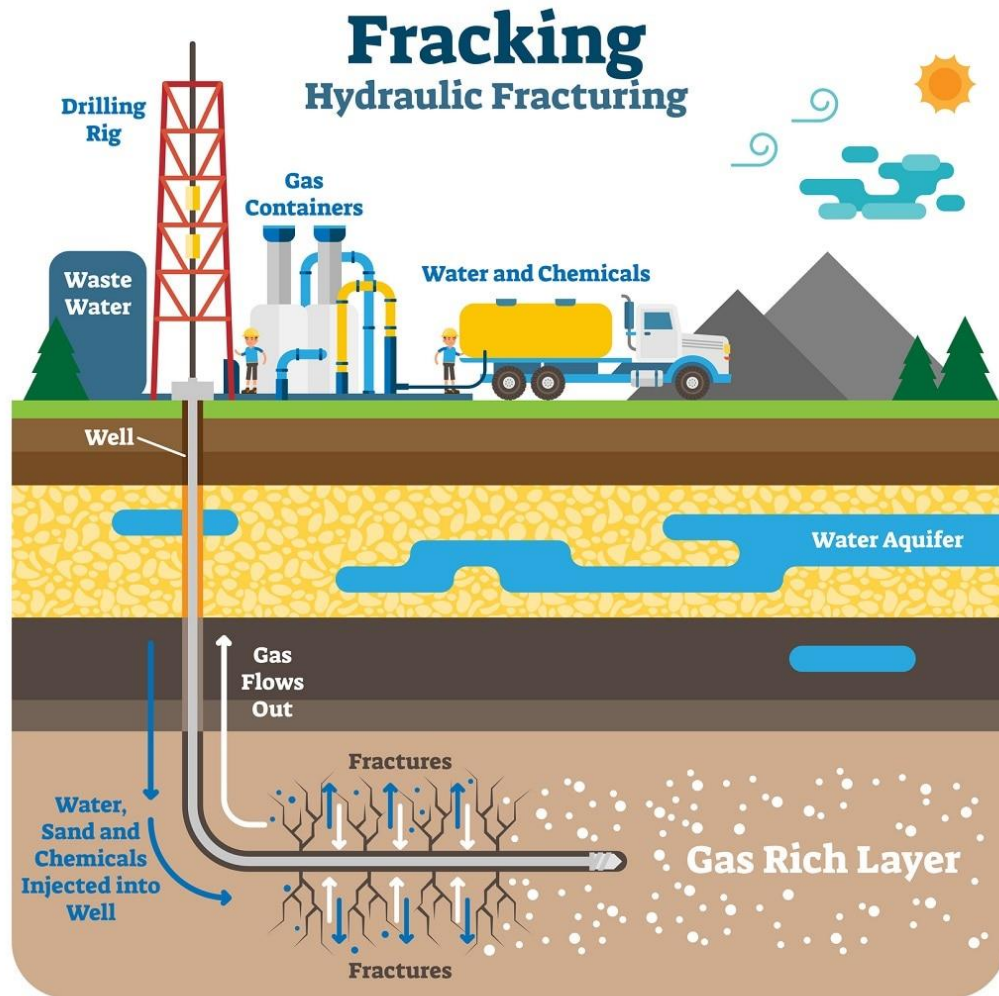 Fracking
Hydraulic Fracturing
Drilling
Rig
Gas
Containers
Water and Chemicals
Waste
Water
Well
Water Aquifer
Gas
Flows
Out
Fractures
Water,
Sand and
Chemicals
Injected into
Well
Gas Rich Layer
Fractures